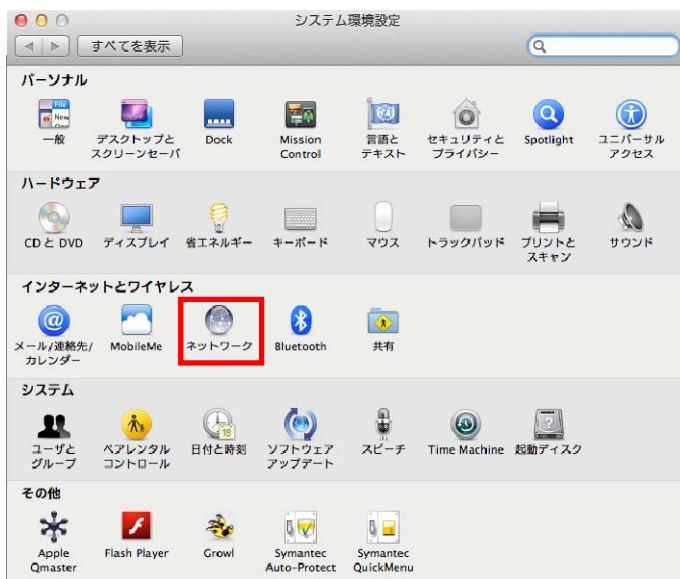 システム環境設定
すべてを表示
パーソナル
一般
デスクトップと
スクリーンセーバ
Dock
Mission
Control
言語と
テキスト
セキュリティと
プライバシー
Spotlight
ユニバーサル
アクセス
ハードウェア
CD と DVD
ディスプレイ
省エネルギー
キーボード
マウス
トラックパッド
プリントと
スキャン
サウンド
インターネットとワイヤレス
メール/連絡先/
カレンダー
MobileMe
ネットワーク
Bluetooth
共有
システム
ユーザと
グループ
ペアレンタル
コントロール
日付と時刻
ソフトウェア
アップデート
スピーチ
Time Machine
起動ディスク
その他
Apple
Qmaster
Flash Player
Growl
Symantec
Auto-Protect
Symantec
QuickMenu